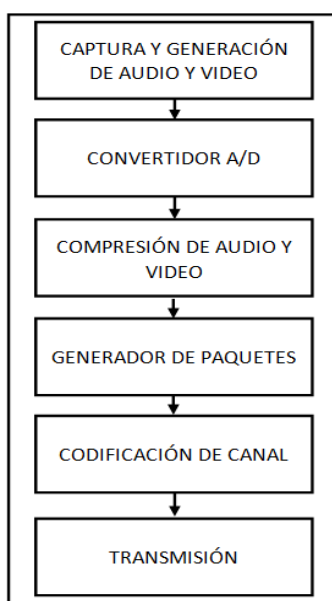 CAPTURA Y GENERACIÓN
DE AUDIO Y VIDEO
CONVERTIDOR A/D
COMPRESIÓN DE AUDIO Y
VIDEO
GENERADOR DE PAQUETES
CODIFICACIÓN DE CANAL
TRANSMISIÓN